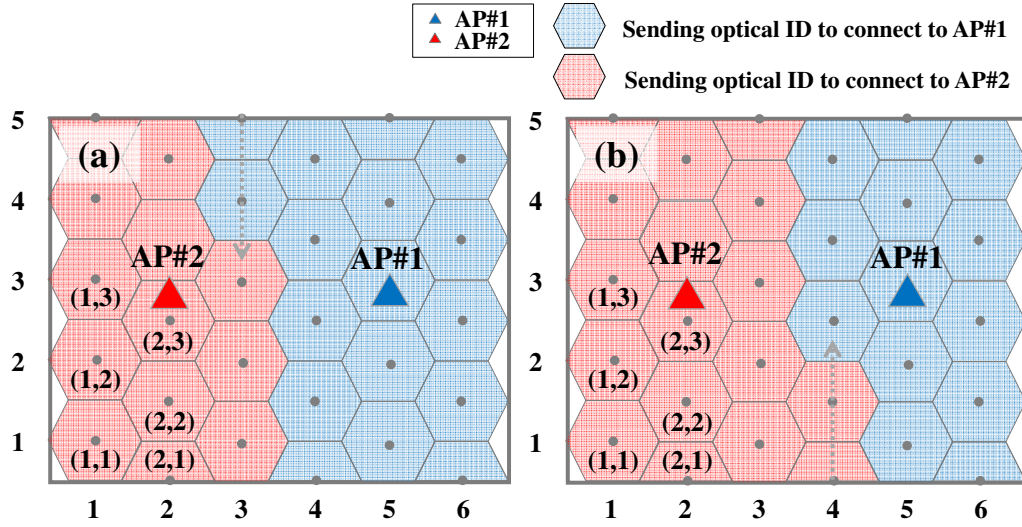 AP#1
AP#2
Sending optical ID to connect to AP#1
Sending optical ID to connect to AP#2
5
4
3
2
1
(a)
AP#2
AP#1
(1,3)
(2,3)
(1,2)
(2,2)
(1,1)
(2,1)
1 2 3 4 5 6
5
4
3
2
1
(b)
AP#2
AP#1
(1,3)
(2,3)
(1,2)
(2,2)
(1,1)
(2,1)
1 2 3 4 5 6